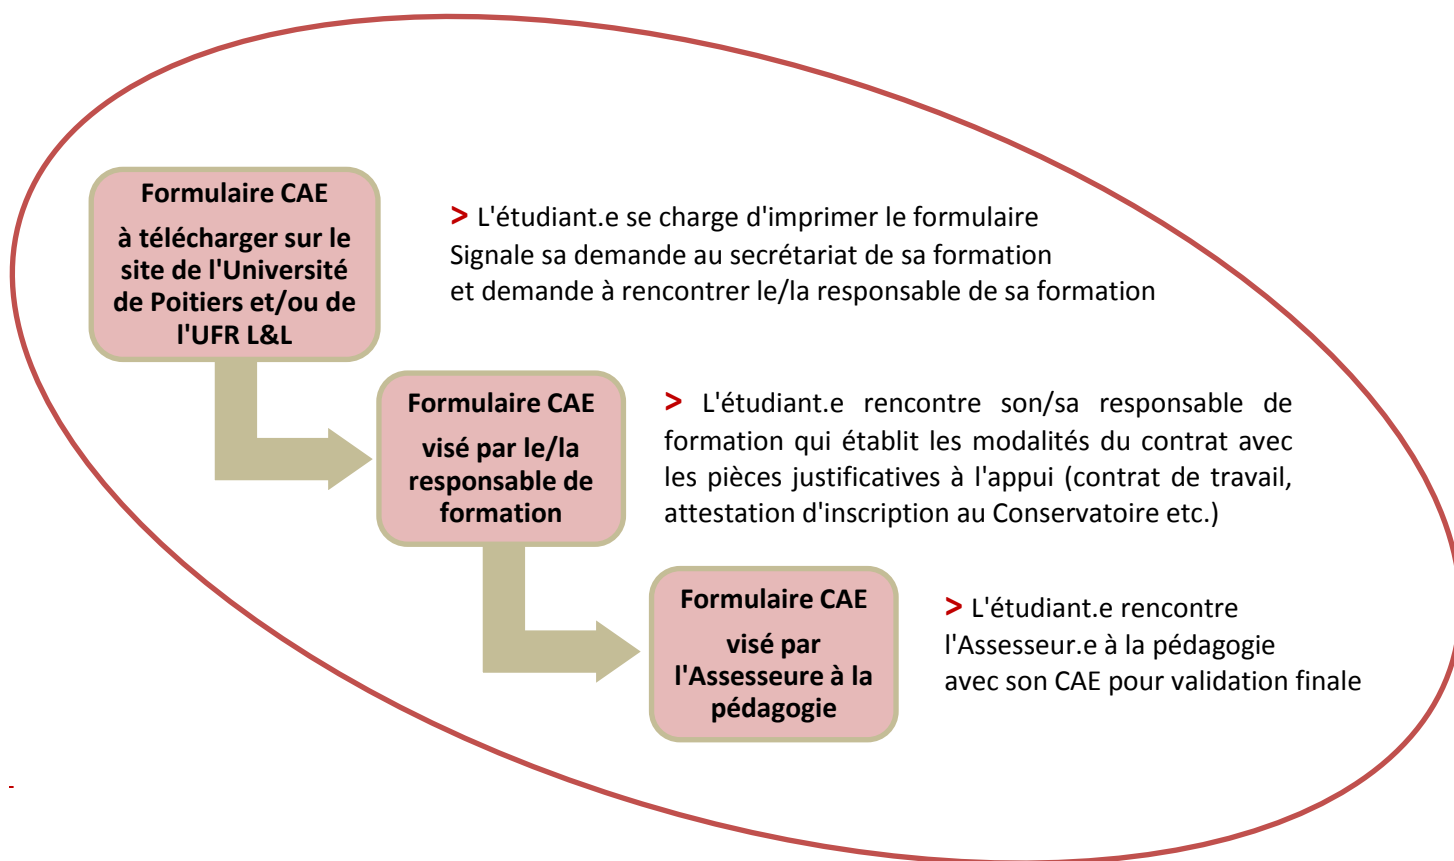 Formulaire CAE
à télécharger sur le
site de l'Université
de Poitiers et/ou de
l'UFR L&L
> L'étudiant.e se charge d'imprimer le formulaire
Signale sa demande au secrétariat de sa formation
et demande à rencontrer le/la responsable de sa formation
Formulaire CAE
visé par le/la
responsable de
formation
> L'étudiant.e rencontre son/sa responsable de
formation qui établit les modalités du contrat avec
les pièces justificatives à l'appui (contrat de travail,
attestation d'inscription au Conservatoire etc.)
Formulaire CAE
visé par
l'Assesseure à la
pédagogie
> L'étudiant.e rencontre
l'Assesseur.e à la pédagogie
avec son CAE pour validation finale